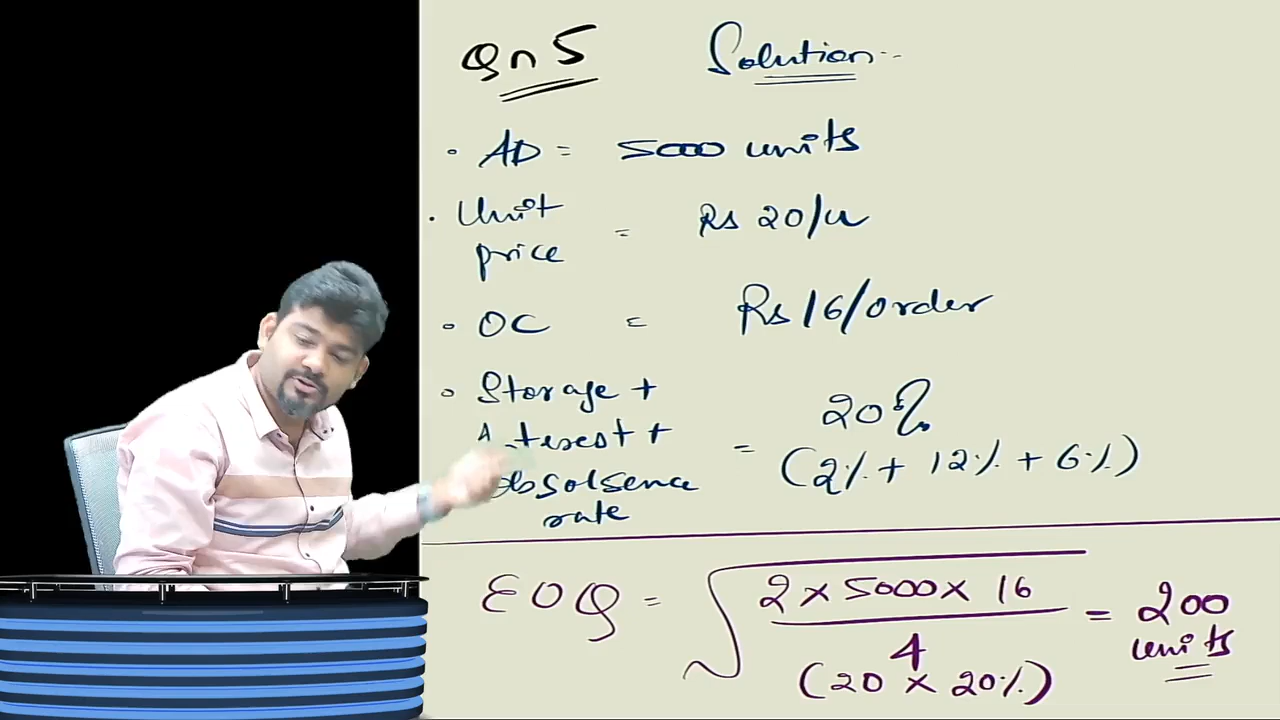 Qn 5 Solution:-
• AD = 5000 units
• Unit price = Rs 20/u
• OC = Rs 16/order
• Storage + Interest + Obsolsence rate = 20%
(2% + 12% + 6%)
EOQ = √ 2 × 5000 × 16 = 200 units
4
(20 × 20%)